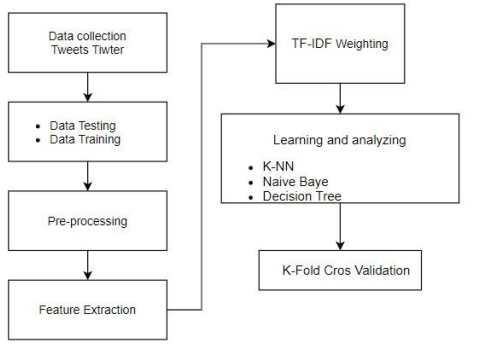 Data collection
Tweets Tiwter
• Data Testing
• Data Training
Pre-processing
Feature Extraction
TF-IDF Weighting
Learning and analyzing
• K-NN
• Naive Baye
• Decision Tree
K-Fold Cros Validation